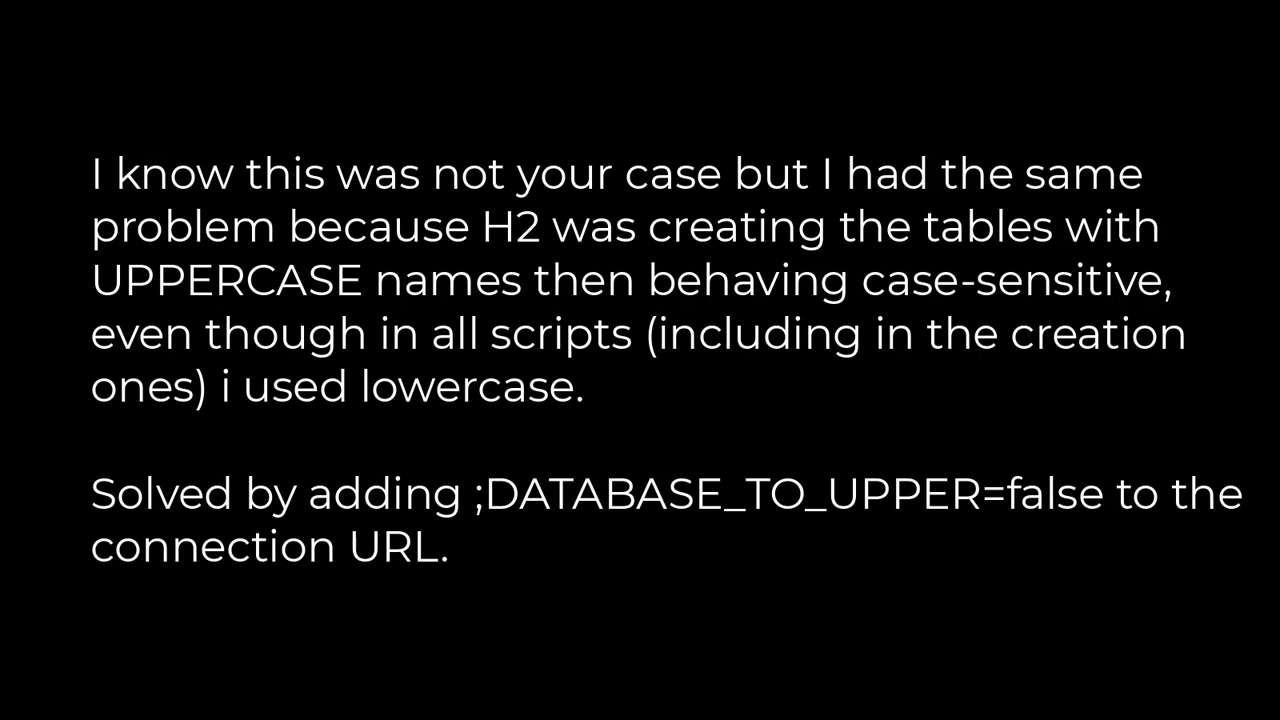 I know this was not your case but I had the same
problem because H2 was creating the tables with
UPPERCASE names then behaving case-sensitive,
even though in all scripts (including in the creation
ones) i used lowercase.
Solved by adding ;DATABASE_TO_UPPER=false to the
connection URL.